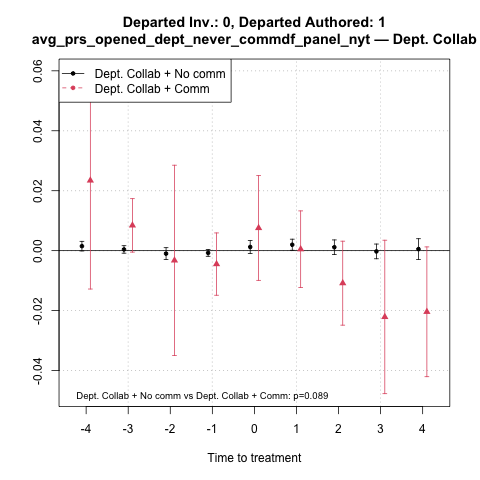 Departed Inv.: 0, Departed Authored: 1
avg_prs_opened_dept_never_commdf_panel_nyt — Dept. Collab
0.06
0.04
0.02
0.00
-0.02
-0.04
Dept. Collab + No comm
Dept. Collab + Comm
Dept. Collab + No comm vs Dept. Collab + Comm: p=0.089
-4 -3 -2 -1 0 1 2 3 4
Time to treatment